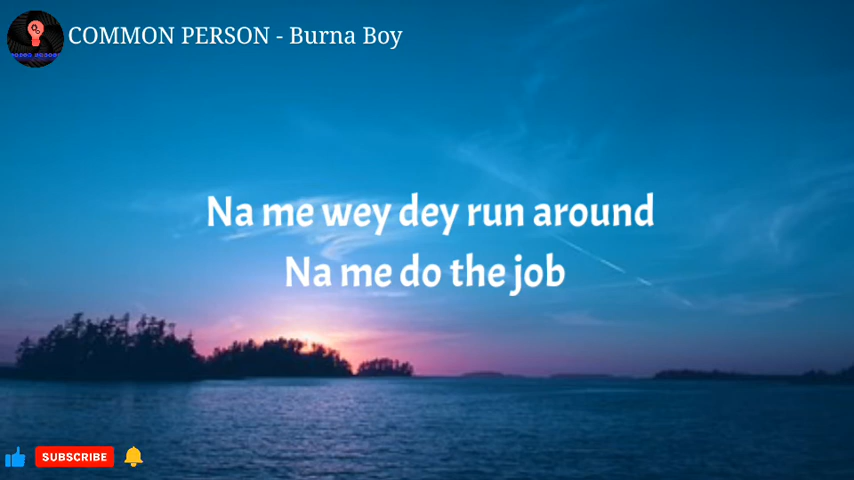 COMMON PERSON - Burna Boy
Na me wey dey run around
Na me do the job
SUBSCRIBE